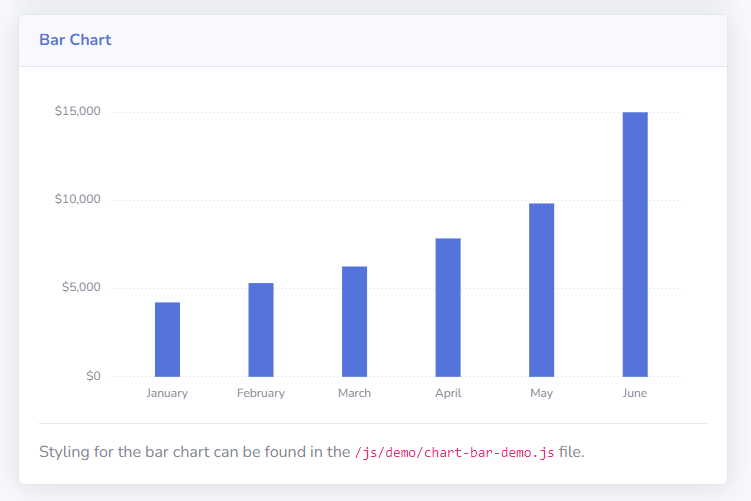 Bar Chart
$15,000
$10,000
$5,000
$0
January February March April May June
Styling for the bar chart can be found in the /js/demo/chart-bar-demo.js file.